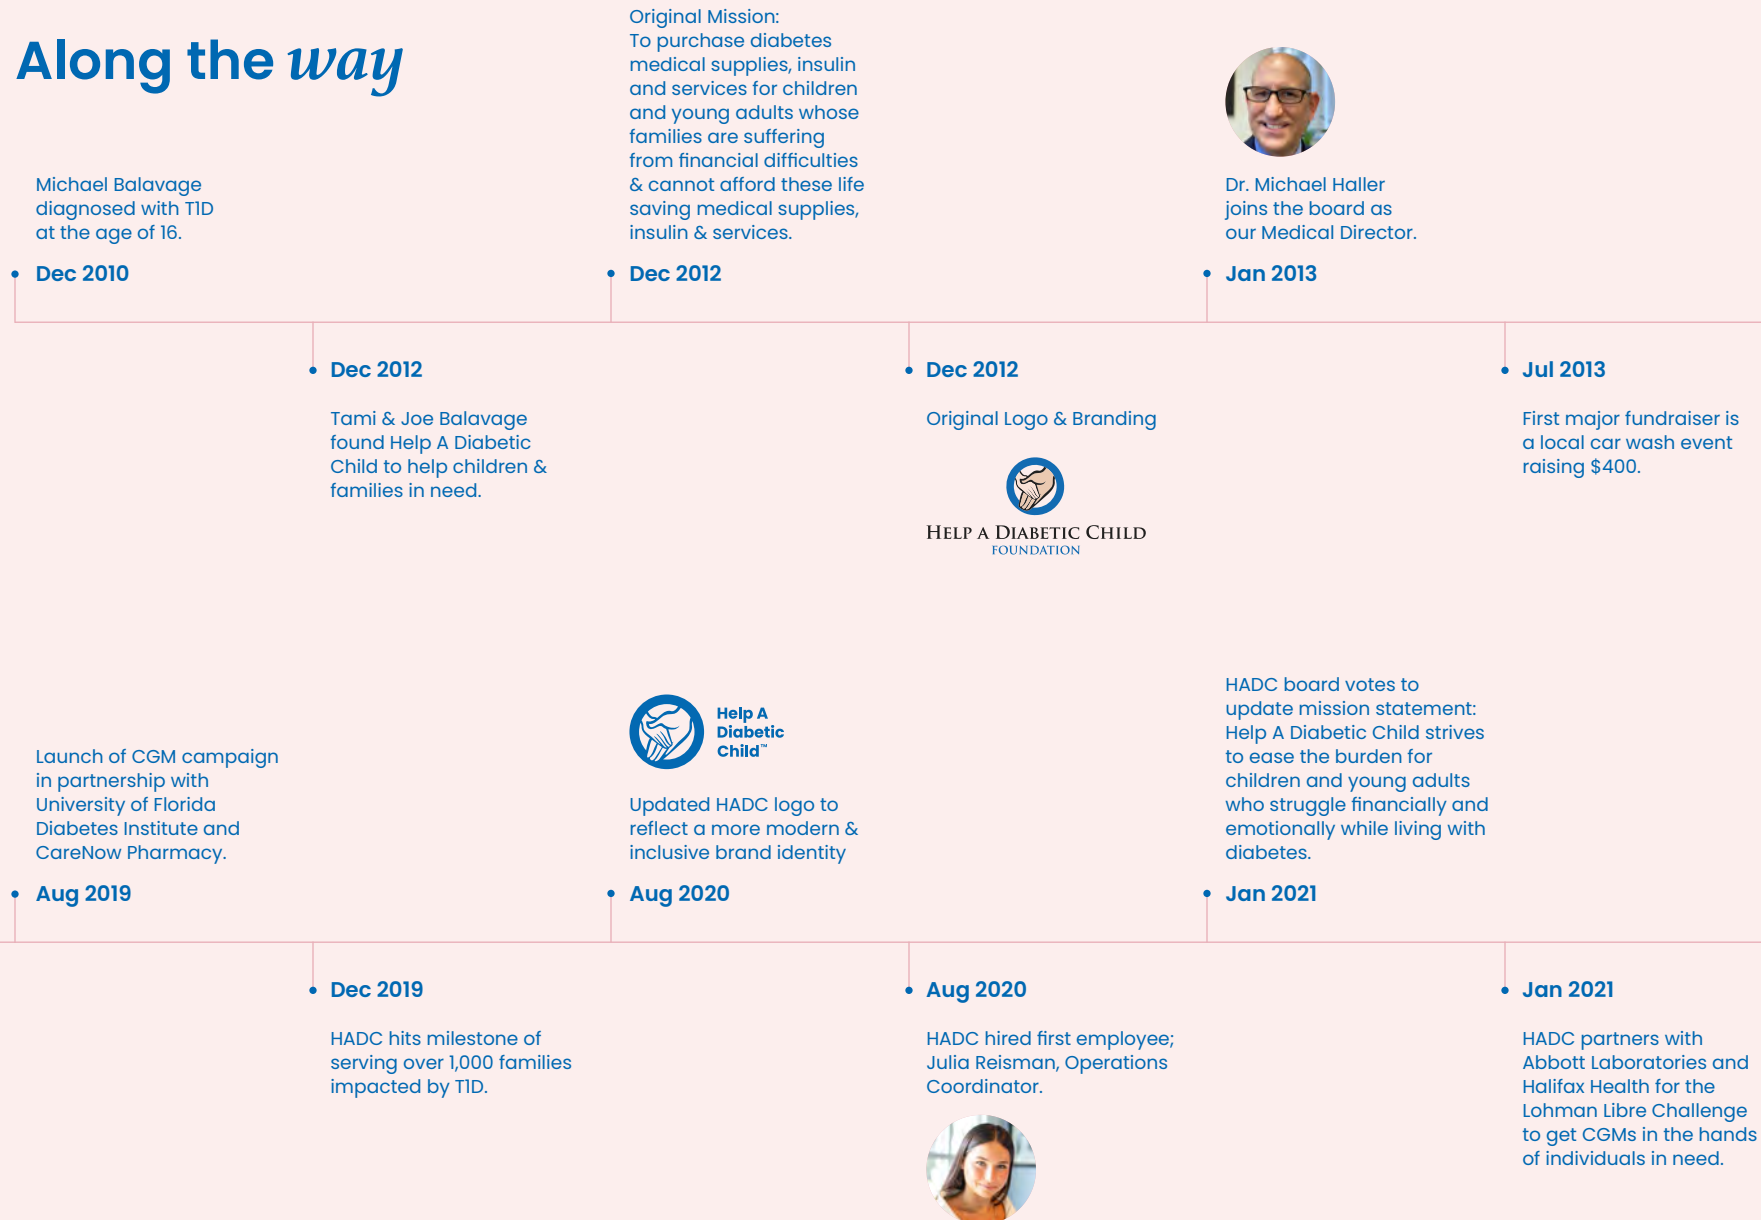 Along the way
Michael Balavage
diagnosed with T1D
at the age of 16.
Dec 2010
Dec 2012
Tami & Joe Balavage
found Help A Diabetic
Child to help children &
families in need.
Original Mission:
To purchase diabetes
medical supplies, insulin
and services for children
and young adults whose
families are suffering
from financial difficulties
& cannot afford these life
saving medical supplies,
insulin & services.
Dec 2012
Dec 2012
Original Logo & Branding
HELP A DIABETIC CHILD
FOUNDATION
Dr. Michael Haller
joins the board as
our Medical Director.
Jan 2013
Jul 2013
First major fundraiser is
a local car wash event
raising $400.
Launch of CGM campaign
in partnership with
University of Florida
Diabetes Institute and
CareNow Pharmacy.
Aug 2019
Dec 2019
HADC hits milestone of
serving over 1,000 families
impacted by T1D.
Help A
Diabetic
Child™
Updated HADC logo to
reflect a more modern &
inclusive brand identity
Aug 2020
Aug 2020
HADC hired first employee;
Julia Reisman, Operations
Coordinator.
HADC board votes to
update mission statement:
Help A Diabetic Child strives
to ease the burden for
children and young adults
who struggle financially and
emotionally while living with
diabetes.
Jan 2021
Jan 2021
HADC partners with
Abbott Laboratories and
Halifax Health for the
Lohman Libre Challenge
to get CGMs in the hands
of individuals in need.